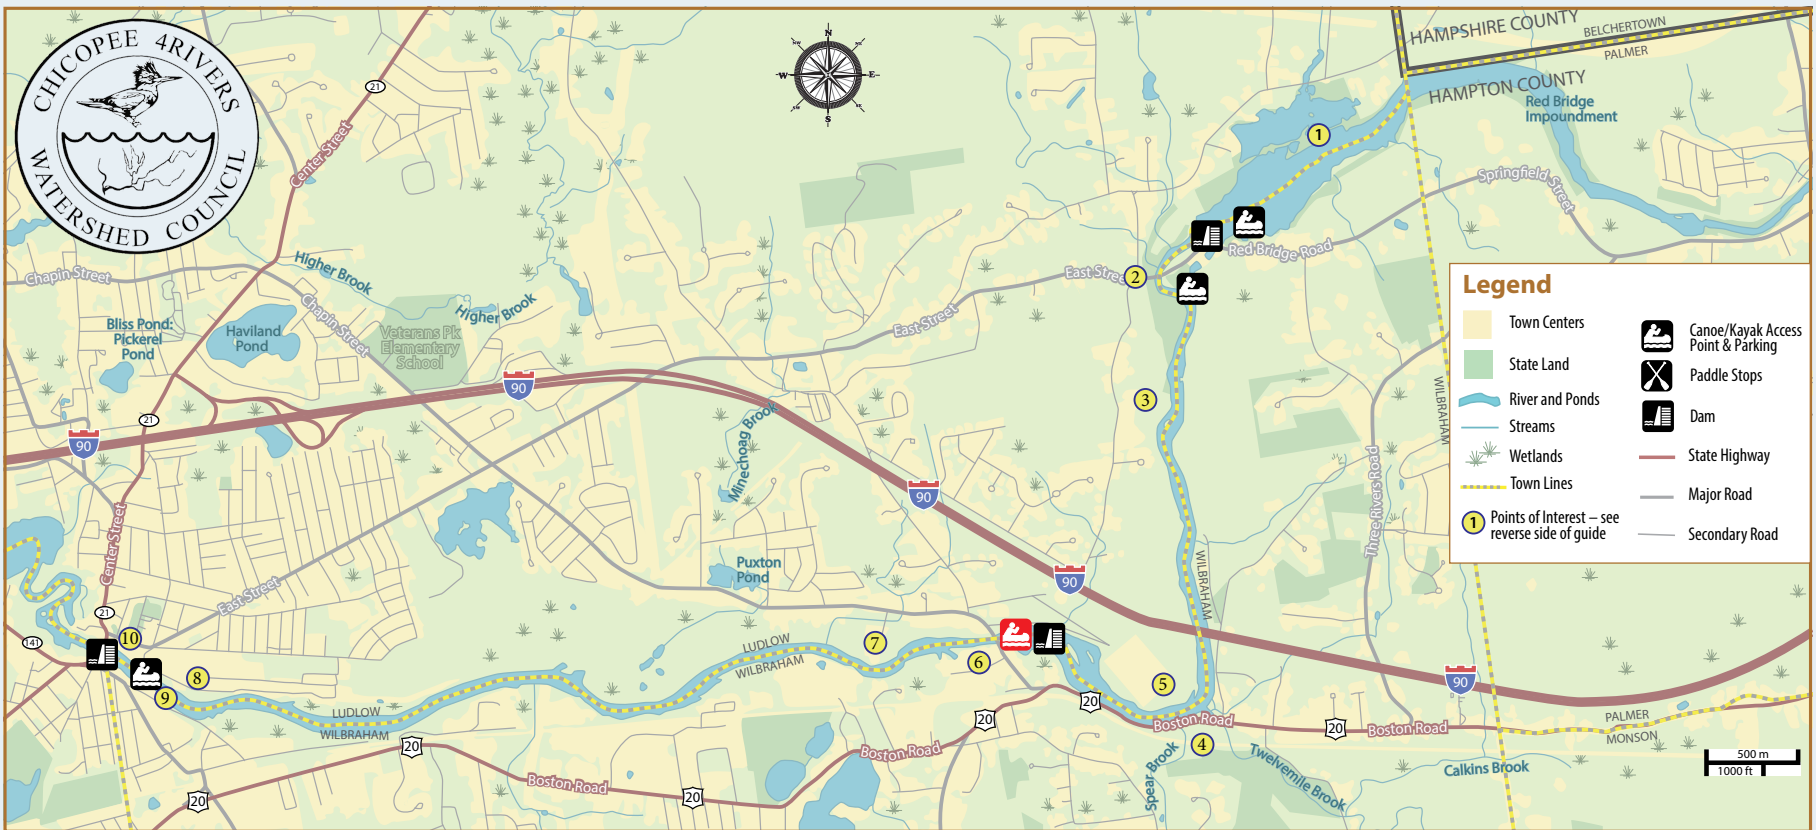 CHICOPEE 4RIVERS
WATERSHED COUNCIL
N
NE
E
SE
S
SW
W
NW
HAMPSHIRE COUNTY
BELCHERTOWN
PALMER
HAMPTON COUNTY
Red Bridge
Impoundment
21
Center Street
1
Springfield Street
Red Bridge Road
East Street
2
Chapin Street
Higher Brook
Chapin Street
Higher Brook
Veterans Pk
Elementary
School
Bliss Pond:
Pickerel
Pond
Haviland
Pond
East Street
90
3
21
90
Minechoag Brook
90
WILBRAHAM
Three Rivers Road
Center Street
East Street
Puxton
Pond
90
WILBRAHAM
21
141
10
LUDLOW
WILBRAHAM
7
6
5
8
9
20
90
LUDLOW
WILBRAHAM
20
20
Boston Road
20
Boston Road
PALMER
MONSON
4
Boston Road
Boston Road
20
20
Spear Brook
Twelvemile Brook
Calkins Brook
500 m
1000 ft
Legend
Town Centers
State Land
River and Ponds
Streams
Wetlands
Town Lines
1
Points of Interest – see
reverse side of guide
Canoe/Kayak Access
Point & Parking
Paddle Stops
Dam
State Highway
Major Road
Secondary Road